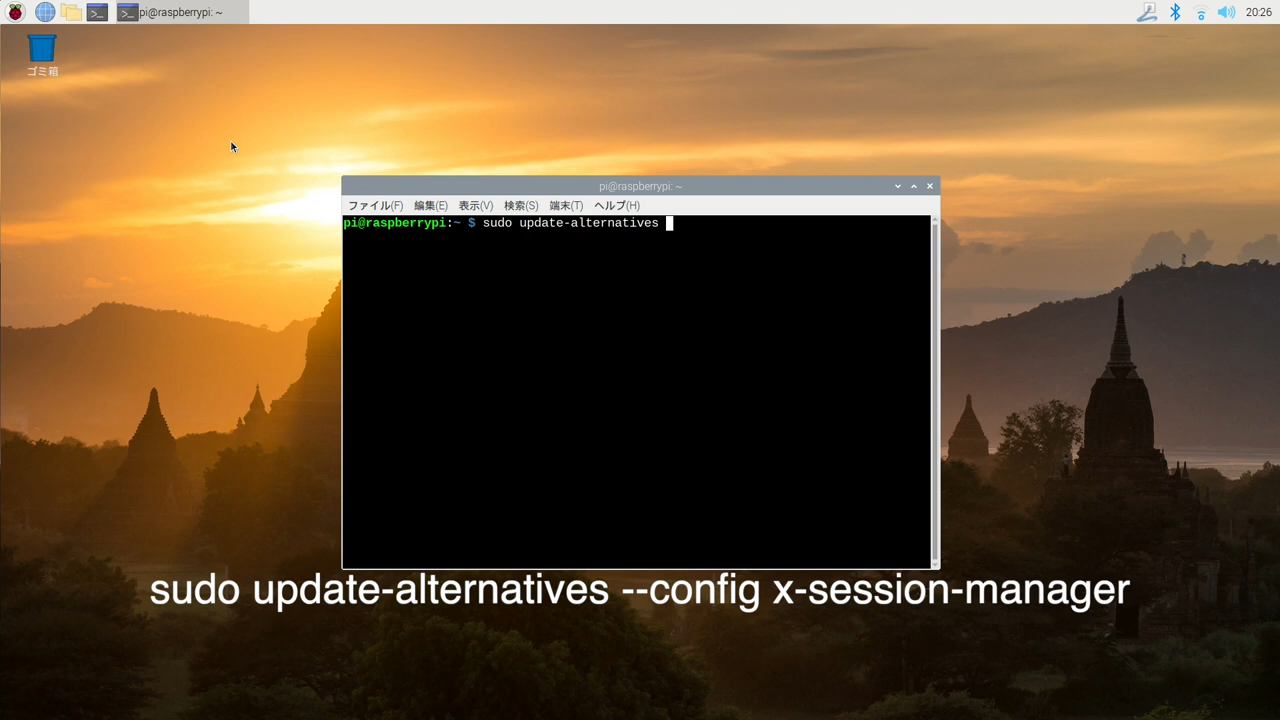 pi@raspberrypi: ~
20:26
ゴミ箱
pi@raspberrypi: ~
ファイル(F) 編集(E) 表示(V) 検索(S) 端末(T) ヘルプ(H)
pi@raspberrypi:~ $ sudo update-alternatives
sudo update-alternatives --config x-session-manager